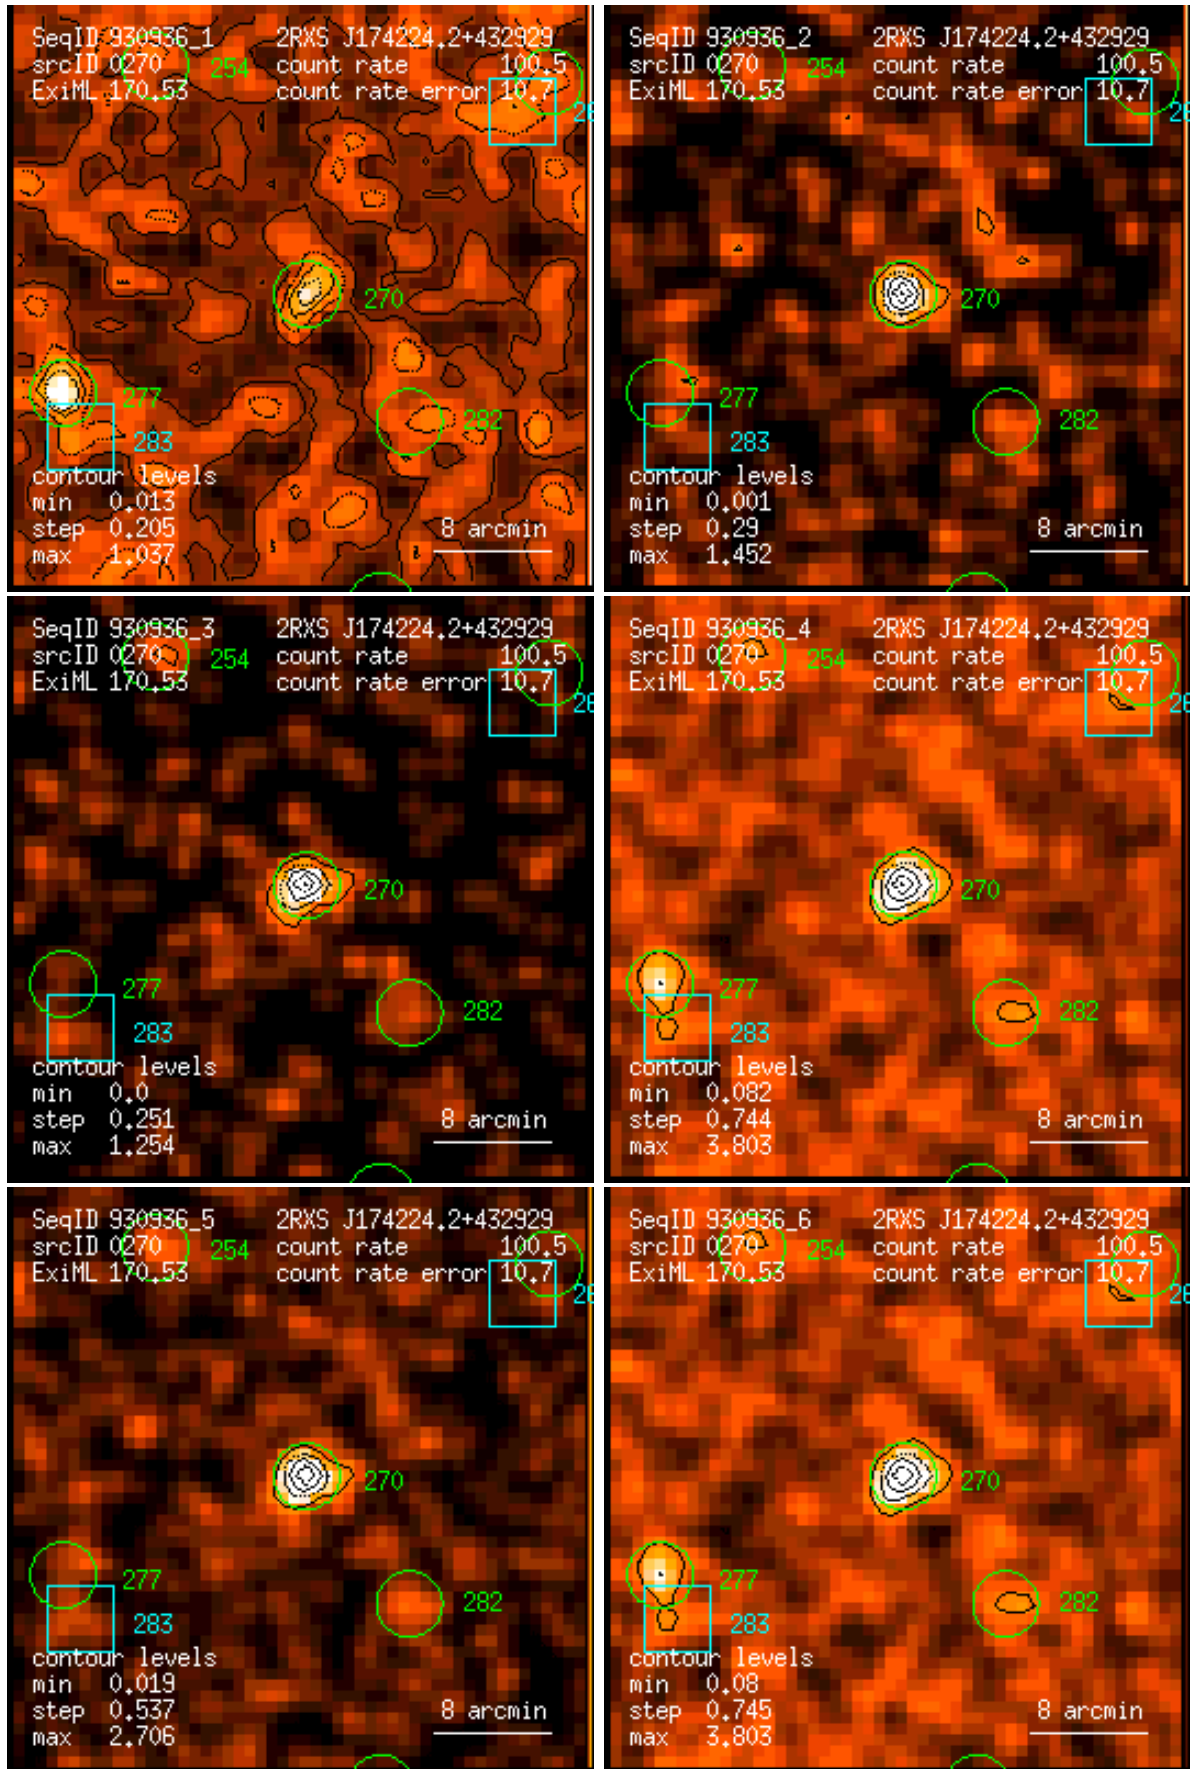 SeqID 930936_1 2RXS J174224.2+432929
srcID 0270 254 count rate 100.5
ExiML 170.53 count rate error 10.7
26
270
277
282
283
contour levels
min 0.013
step 0.205 8 arcmin
max 1.037
SeqID 930936_2 2RXS J174224.2+432929
srcID 0270 254 count rate 100.5
ExiML 170.53 count rate error 10.7
26
270
277
282
283
contour levels
min 0.001
step 0.29 8 arcmin
max 1.452
SeqID 930936_3 2RXS J174224.2+432929
srcID 0270 254 count rate 100.5
ExiML 170.53 count rate error 10.7
26
270
277
282
283
contour levels
min 0.0
step 0.251 8 arcmin
max 1.254
SeqID 930936_4 2RXS J174224.2+432929
srcID 0270 254 count rate 100.5
ExiML 170.53 count rate error 10.7
26
270
277
282
283
contour levels
min 0.082
step 0.744 8 arcmin
max 3.803
SeqID 930936_5 2RXS J174224.2+432929
srcID 0270 254 count rate 100.5
ExiML 170.53 count rate error 10.7
26
270
277
282
283
contour levels
min 0.019
step 0.537 8 arcmin
max 2.706
SeqID 930936_6 2RXS J174224.2+432929
srcID 0270 254 count rate 100.5
ExiML 170.53 count rate error 10.7
26
270
277
282
283
contour levels
min 0.08
step 0.745 8 arcmin
max 3.803